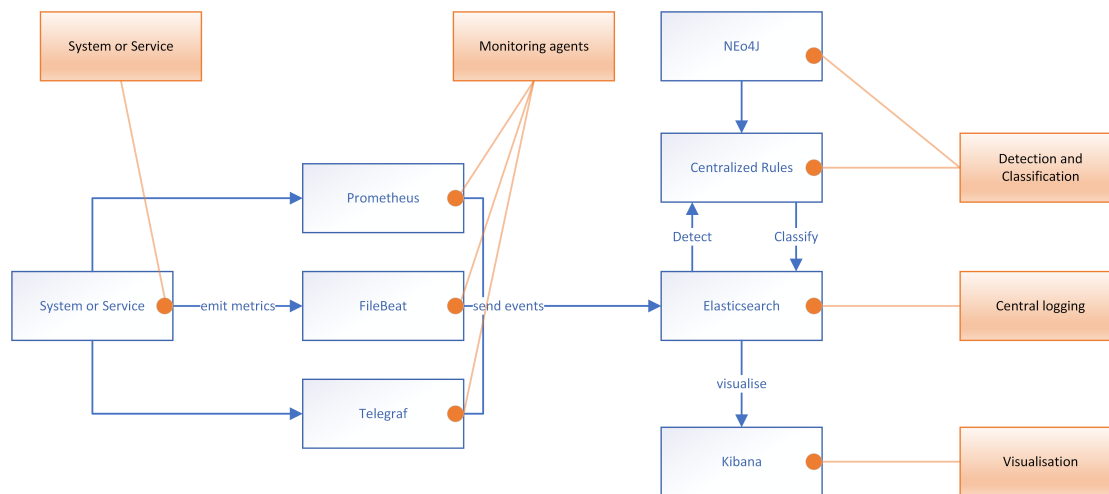 System or Service
Monitoring agents
NEo4J
Centralized Rules
Detection and
Classification
Prometheus
Detect
Classify
System or Service
emit metrics
FileBeat
send events
Elasticsearch
Central logging
visualise
Telegraf
Kibana
Visualisation